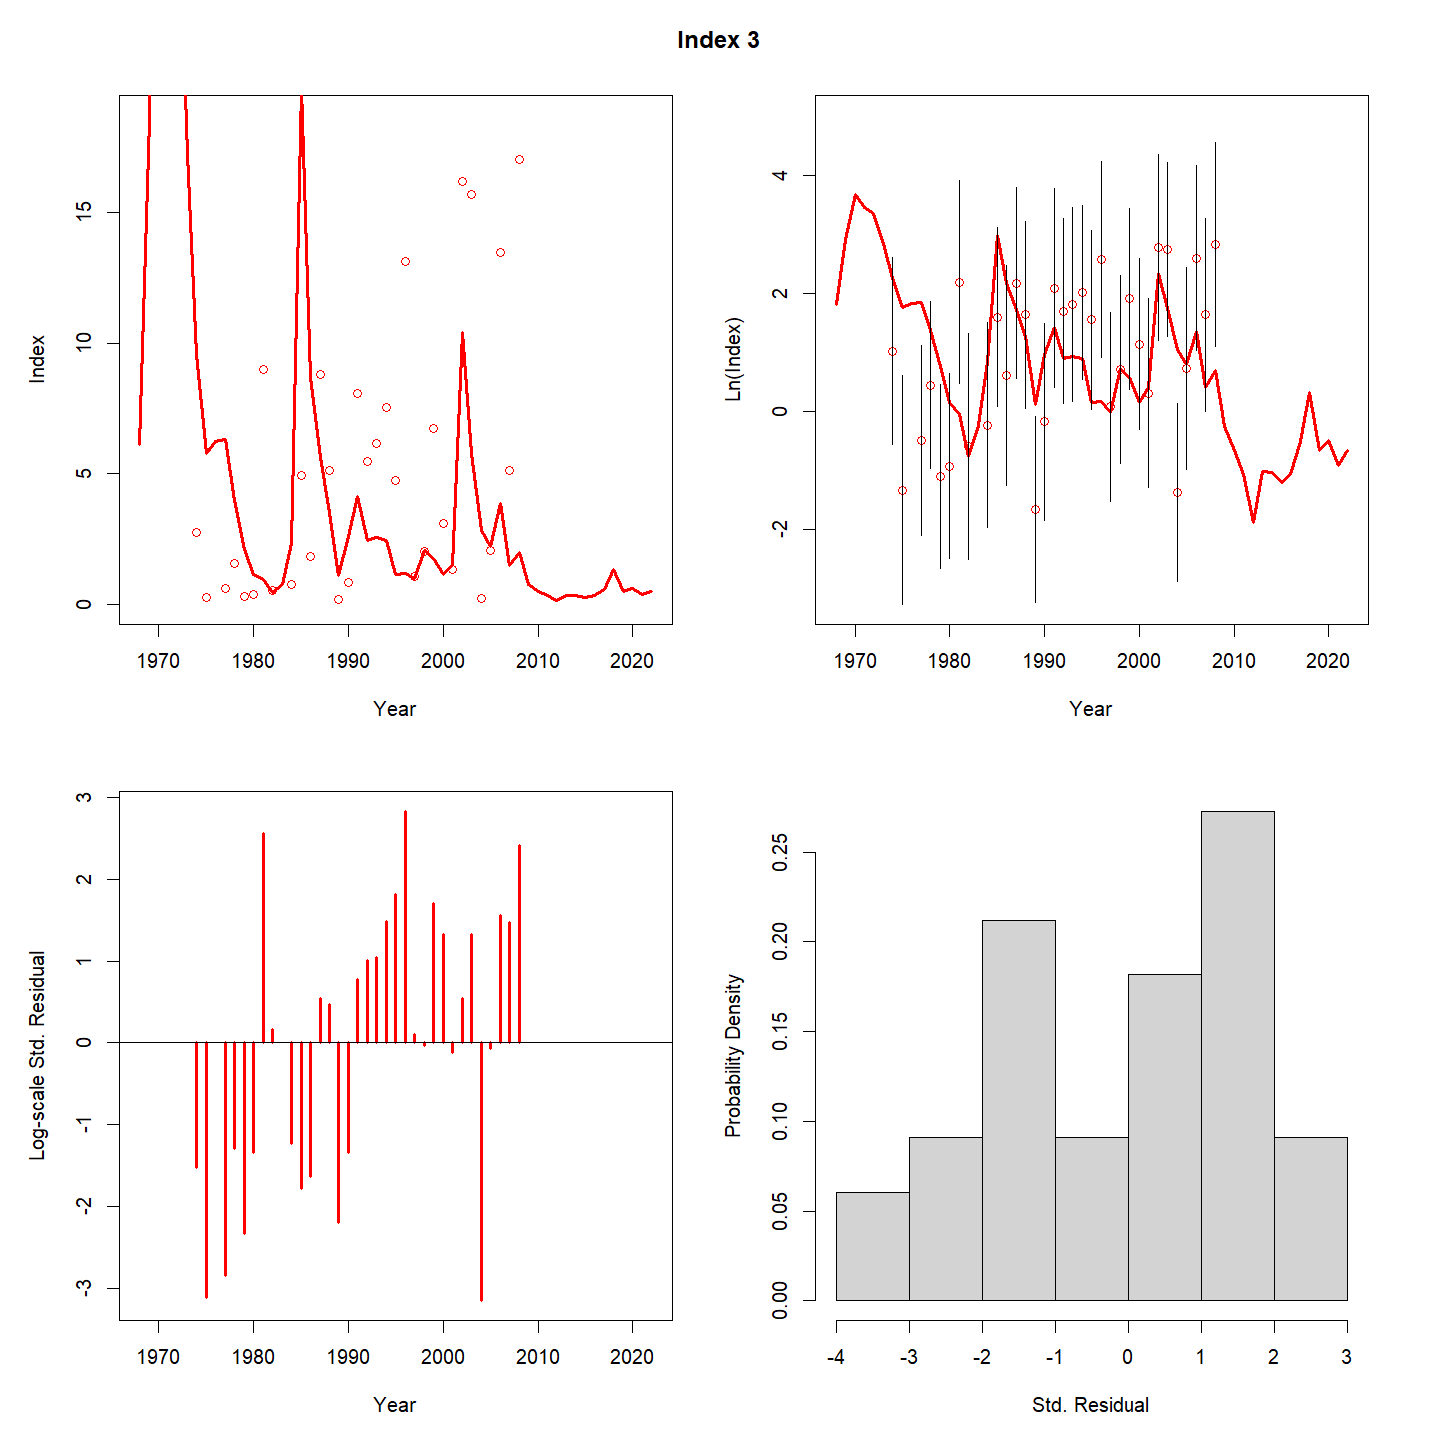 Index 3
Index
15
10
5
0
1970 1980 1990 2000 2010 2020
Year
Ln(Index)
4
2
0
-2
1970 1980 1990 2000 2010 2020
Year
Log-scale Std. Residual
3
2
1
0
-1
-2
-3
1970 1980 1990 2000 2010 2020
Year
Probability Density
0.25
0.20
0.15
0.10
0.05
0.00
-4 -3 -2 -1 0 1 2 3
Std. Residual